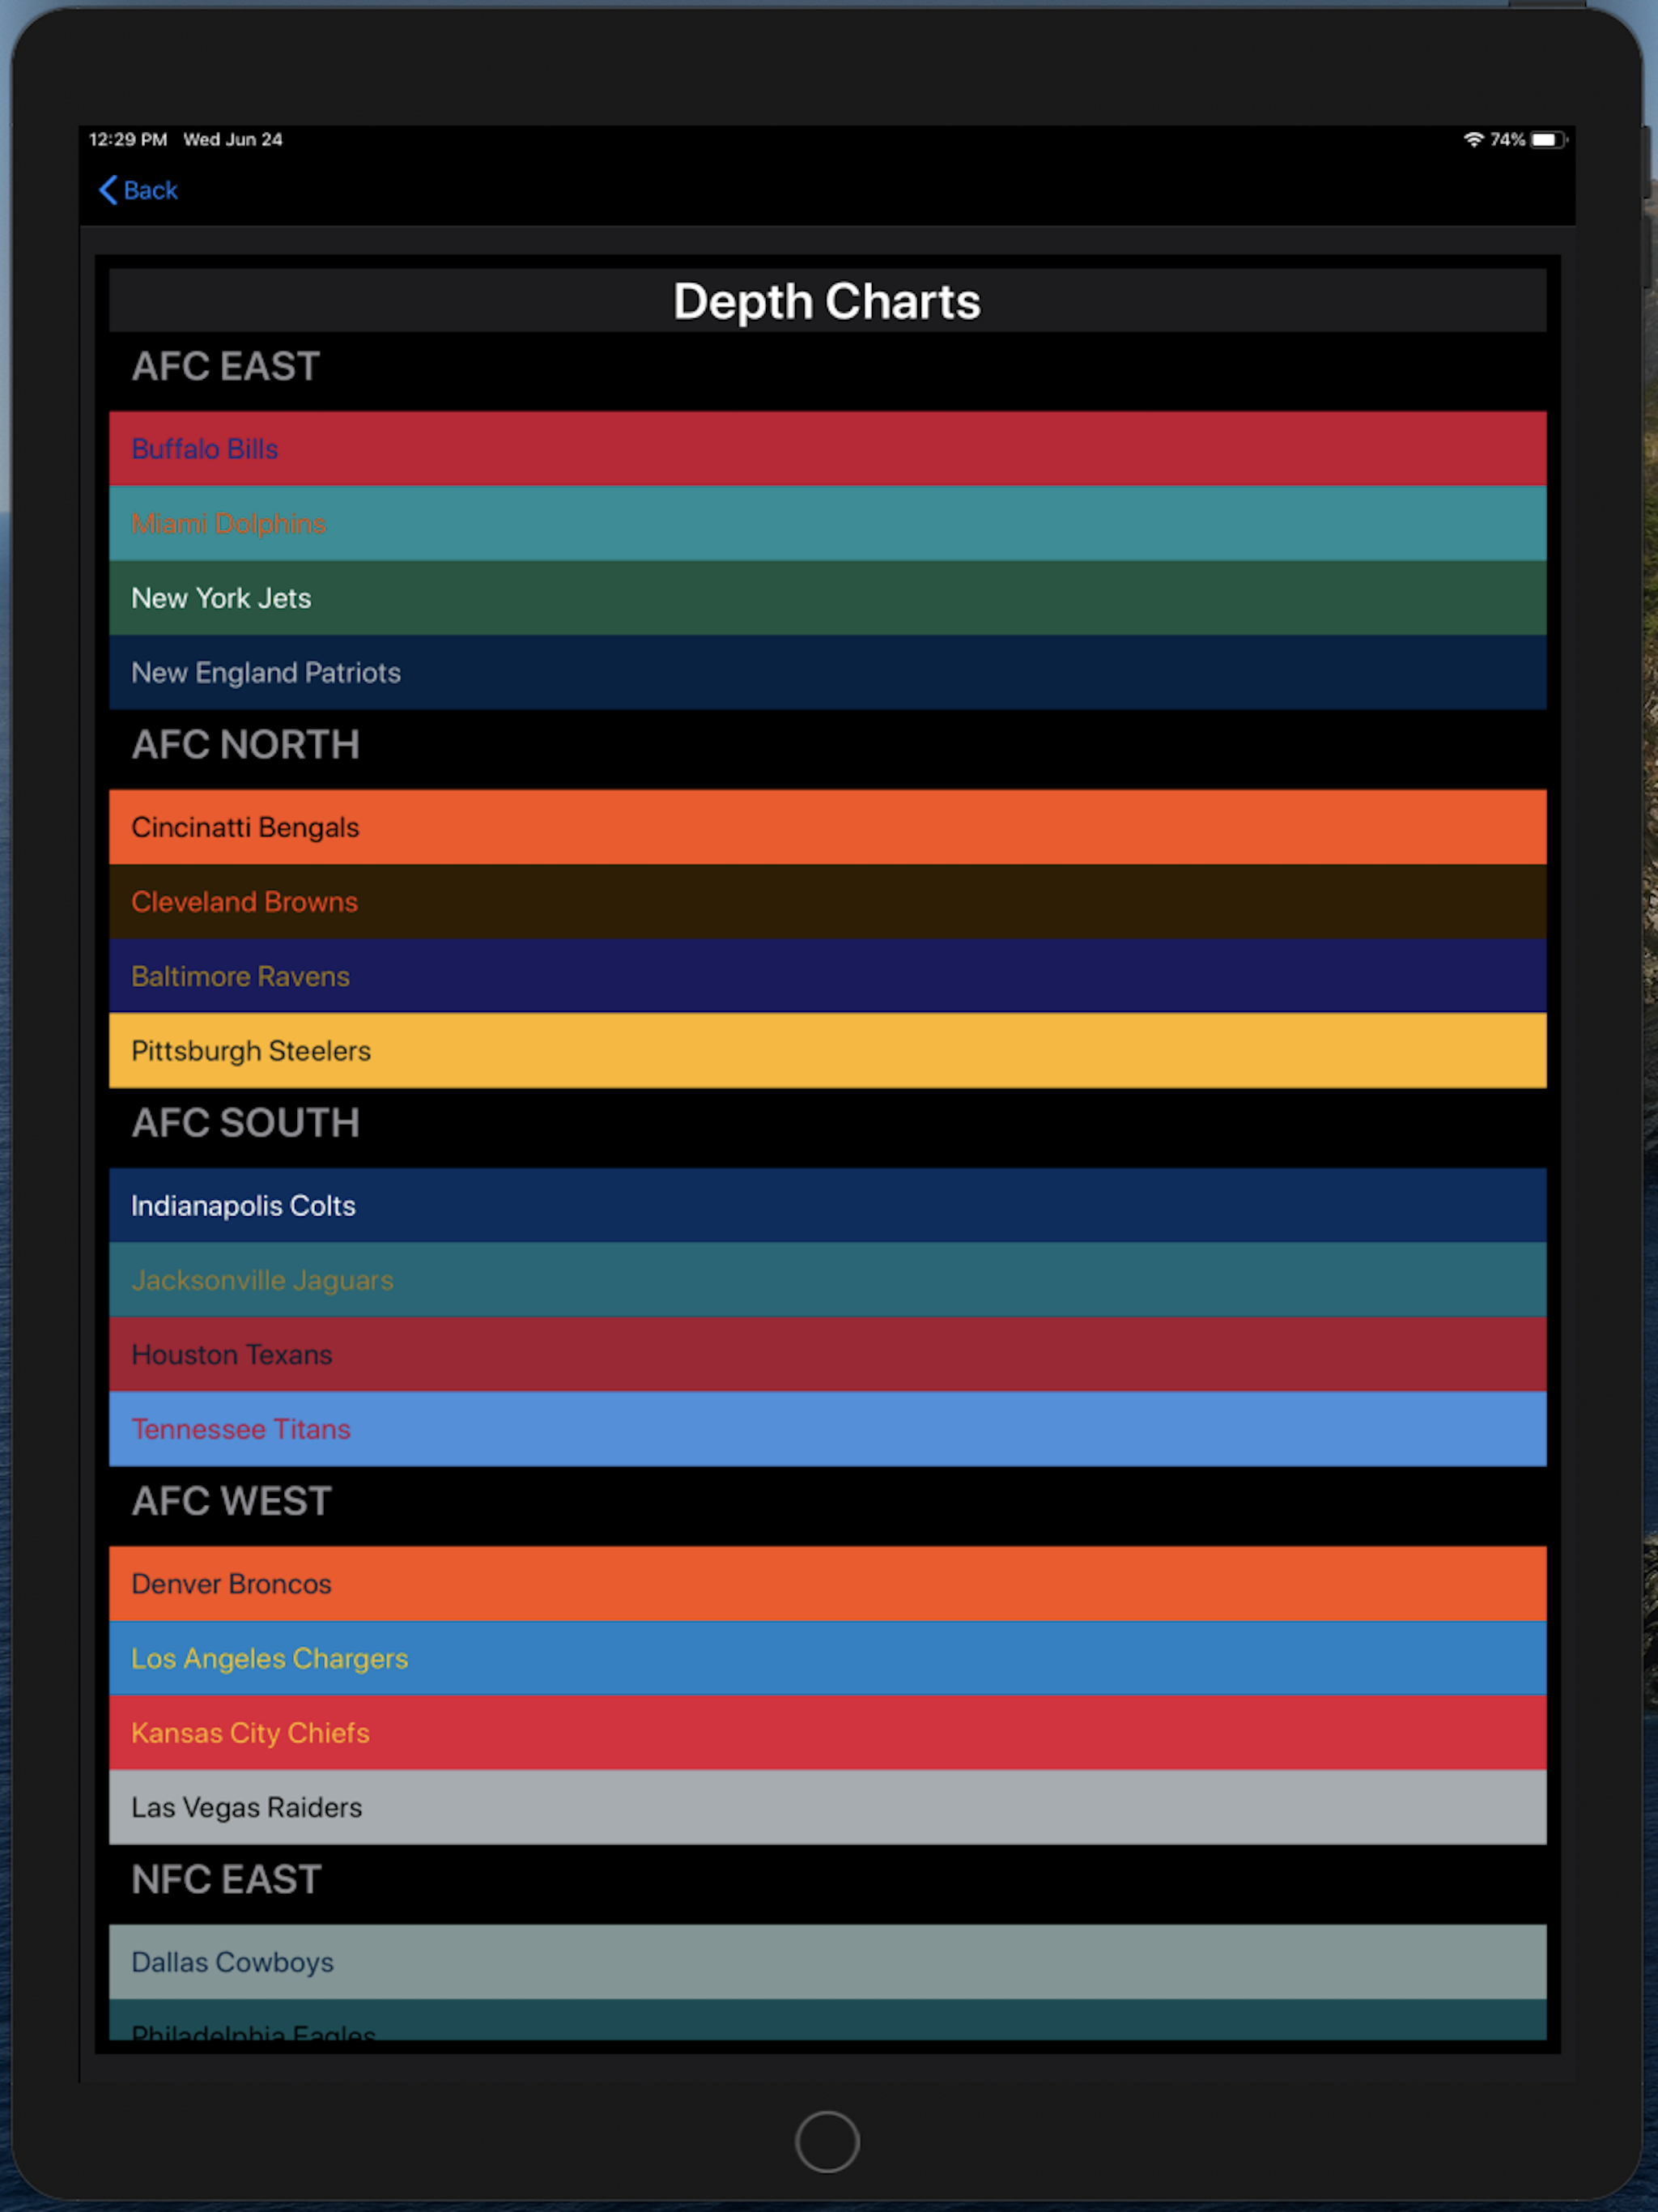 12:29 PM Wed Jun 24 74%
Back
Depth Charts
AFC EAST
Buffalo Bills
Miami Dolphins
New York Jets
New England Patriots
AFC NORTH
Cincinatti Bengals
Cleveland Browns
Baltimore Ravens
Pittsburgh Steelers
AFC SOUTH
Indianapolis Colts
Jacksonville Jaguars
Houston Texans
Tennessee Titans
AFC WEST
Denver Broncos
Los Angeles Chargers
Kansas City Chiefs
Las Vegas Raiders
NFC EAST
Dallas Cowboys
Philadelphia Eagles